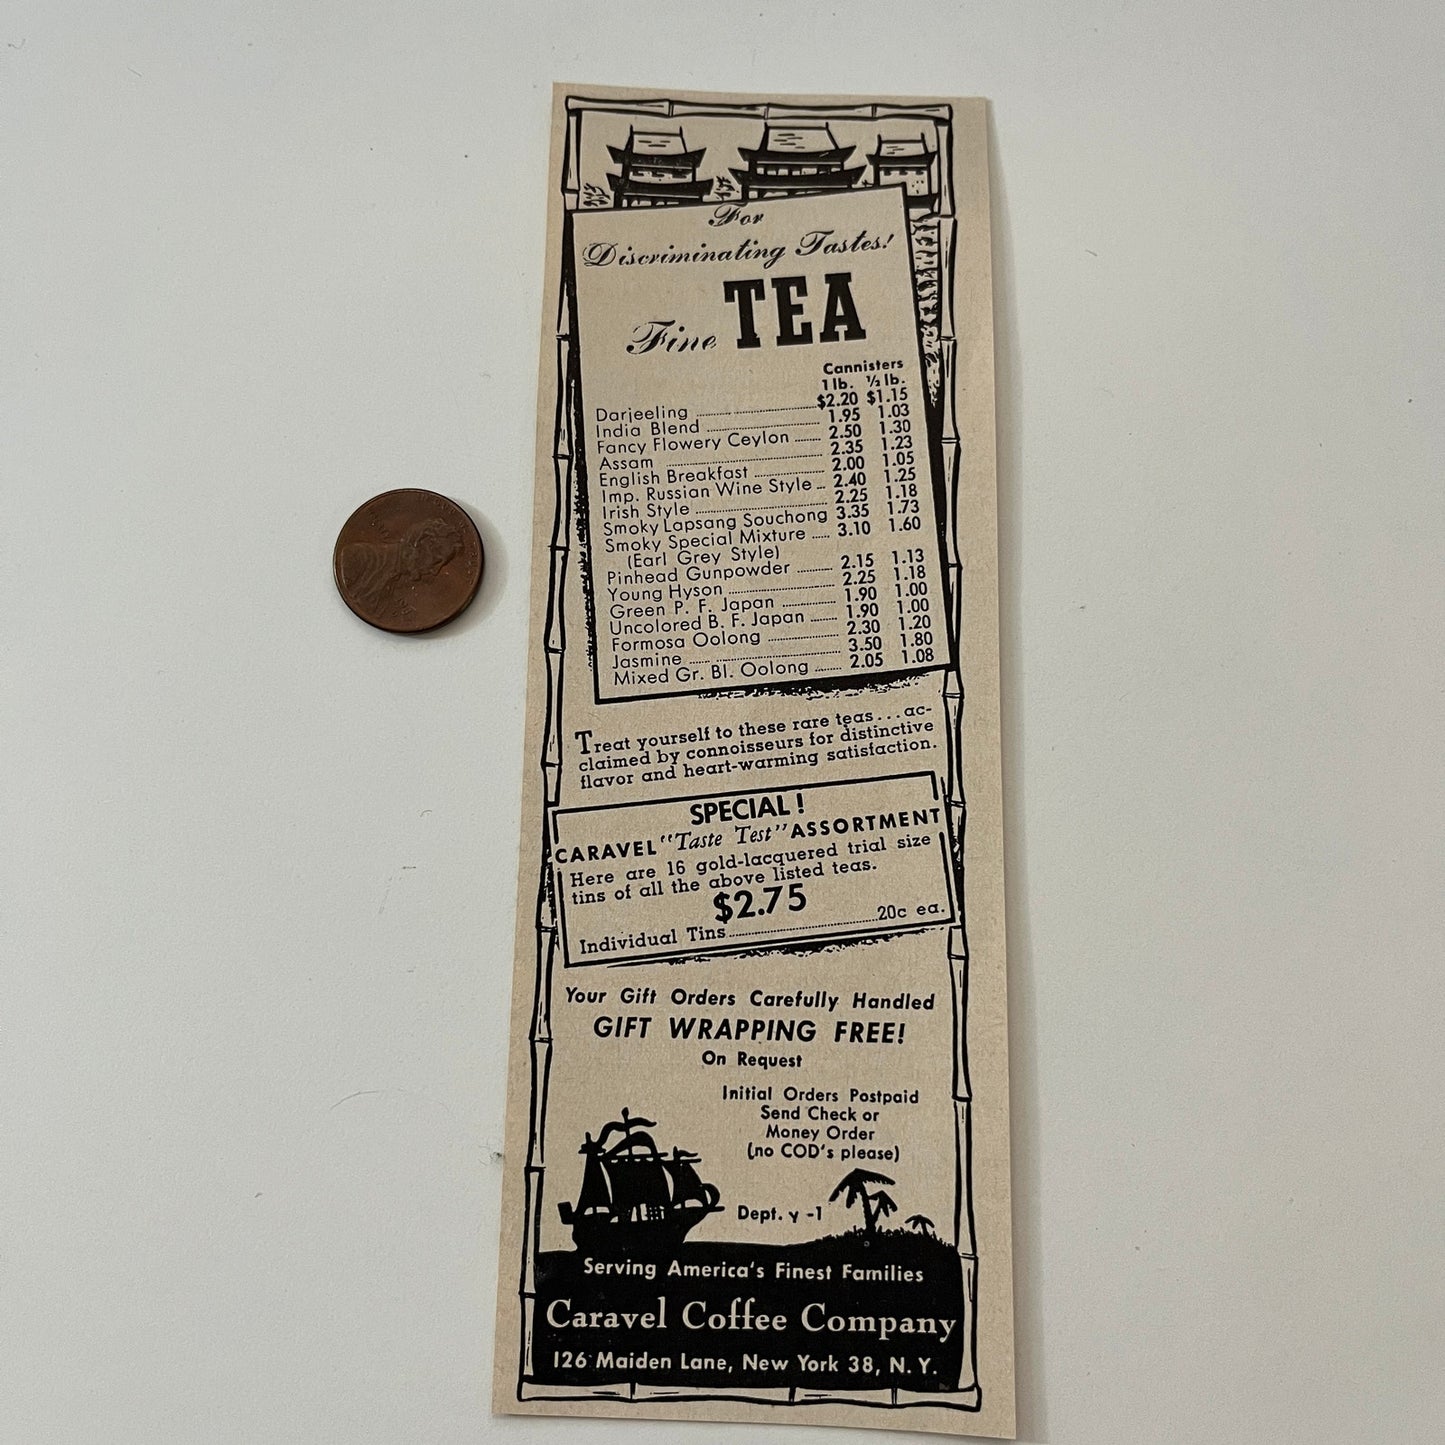 For
Discriminating Tastes!
Fine TEA
Cannisters
1 lb. ½ lb.
Darjeeling $2.20 $1.15
India Blend 1.95 1.03
Fancy Flowery Ceylon 2.50 1.30
Assam 2.35 1.23
English Breakfast 2.00 1.05
Imp. Russian Wine Style 2.40 1.25
Irish Style 2.25 1.18
Smoky Lapsang Souchong 3.35 1.73
Smoky Special Mixture 3.10 1.60
(Earl Grey Style)
Pinhead Gunpowder 2.15 1.13
Young Hyson 2.25 1.18
Green P. F. Japan 1.90 1.00
Uncolored B. F. Japan 1.90 1.00
Formosa Oolong 2.30 1.20
Jasmine 3.50 1.80
Mixed Gr. Bl. Oolong 2.05 1.08
Treat yourself to these rare teas...ac-
claimed by connoisseurs for distinctive
flavor and heart-warming satisfaction.
SPECIAL!
CARAVEL "Taste Test" ASSORTMENT
Here are 16 gold-lacquered trial size
tins of all the above listed teas.
$2.75
Individual Tins 20c ea.
Your Gift Orders Carefully Handled
GIFT WRAPPING FREE!
On Request
Initial Orders Postpaid
Send Check or
Money Order
(no COD's please)
Dept. y -1
Serving America's Finest Families
Caravel Coffee Company
126 Maiden Lane, New York 38, N. Y.